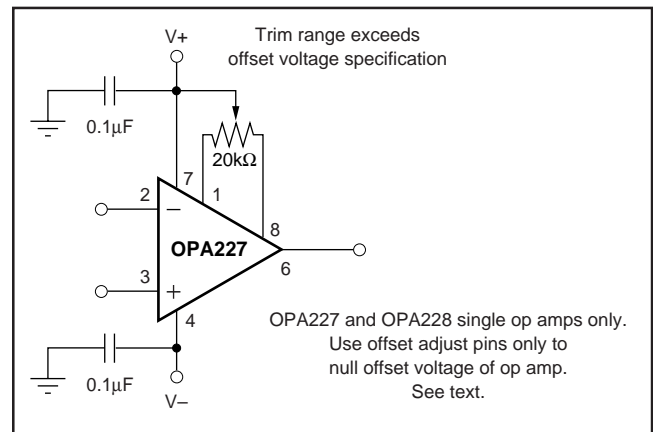 V+
Trim range exceeds
offset voltage specification
0.1µF
20kΩ
7
1
2
–
8
OPA227
6
3
+
4
OPA227 and OPA228 single op amps only.
Use offset adjust pins only to
null offset voltage of op amp.
See text.
0.1µF
V–